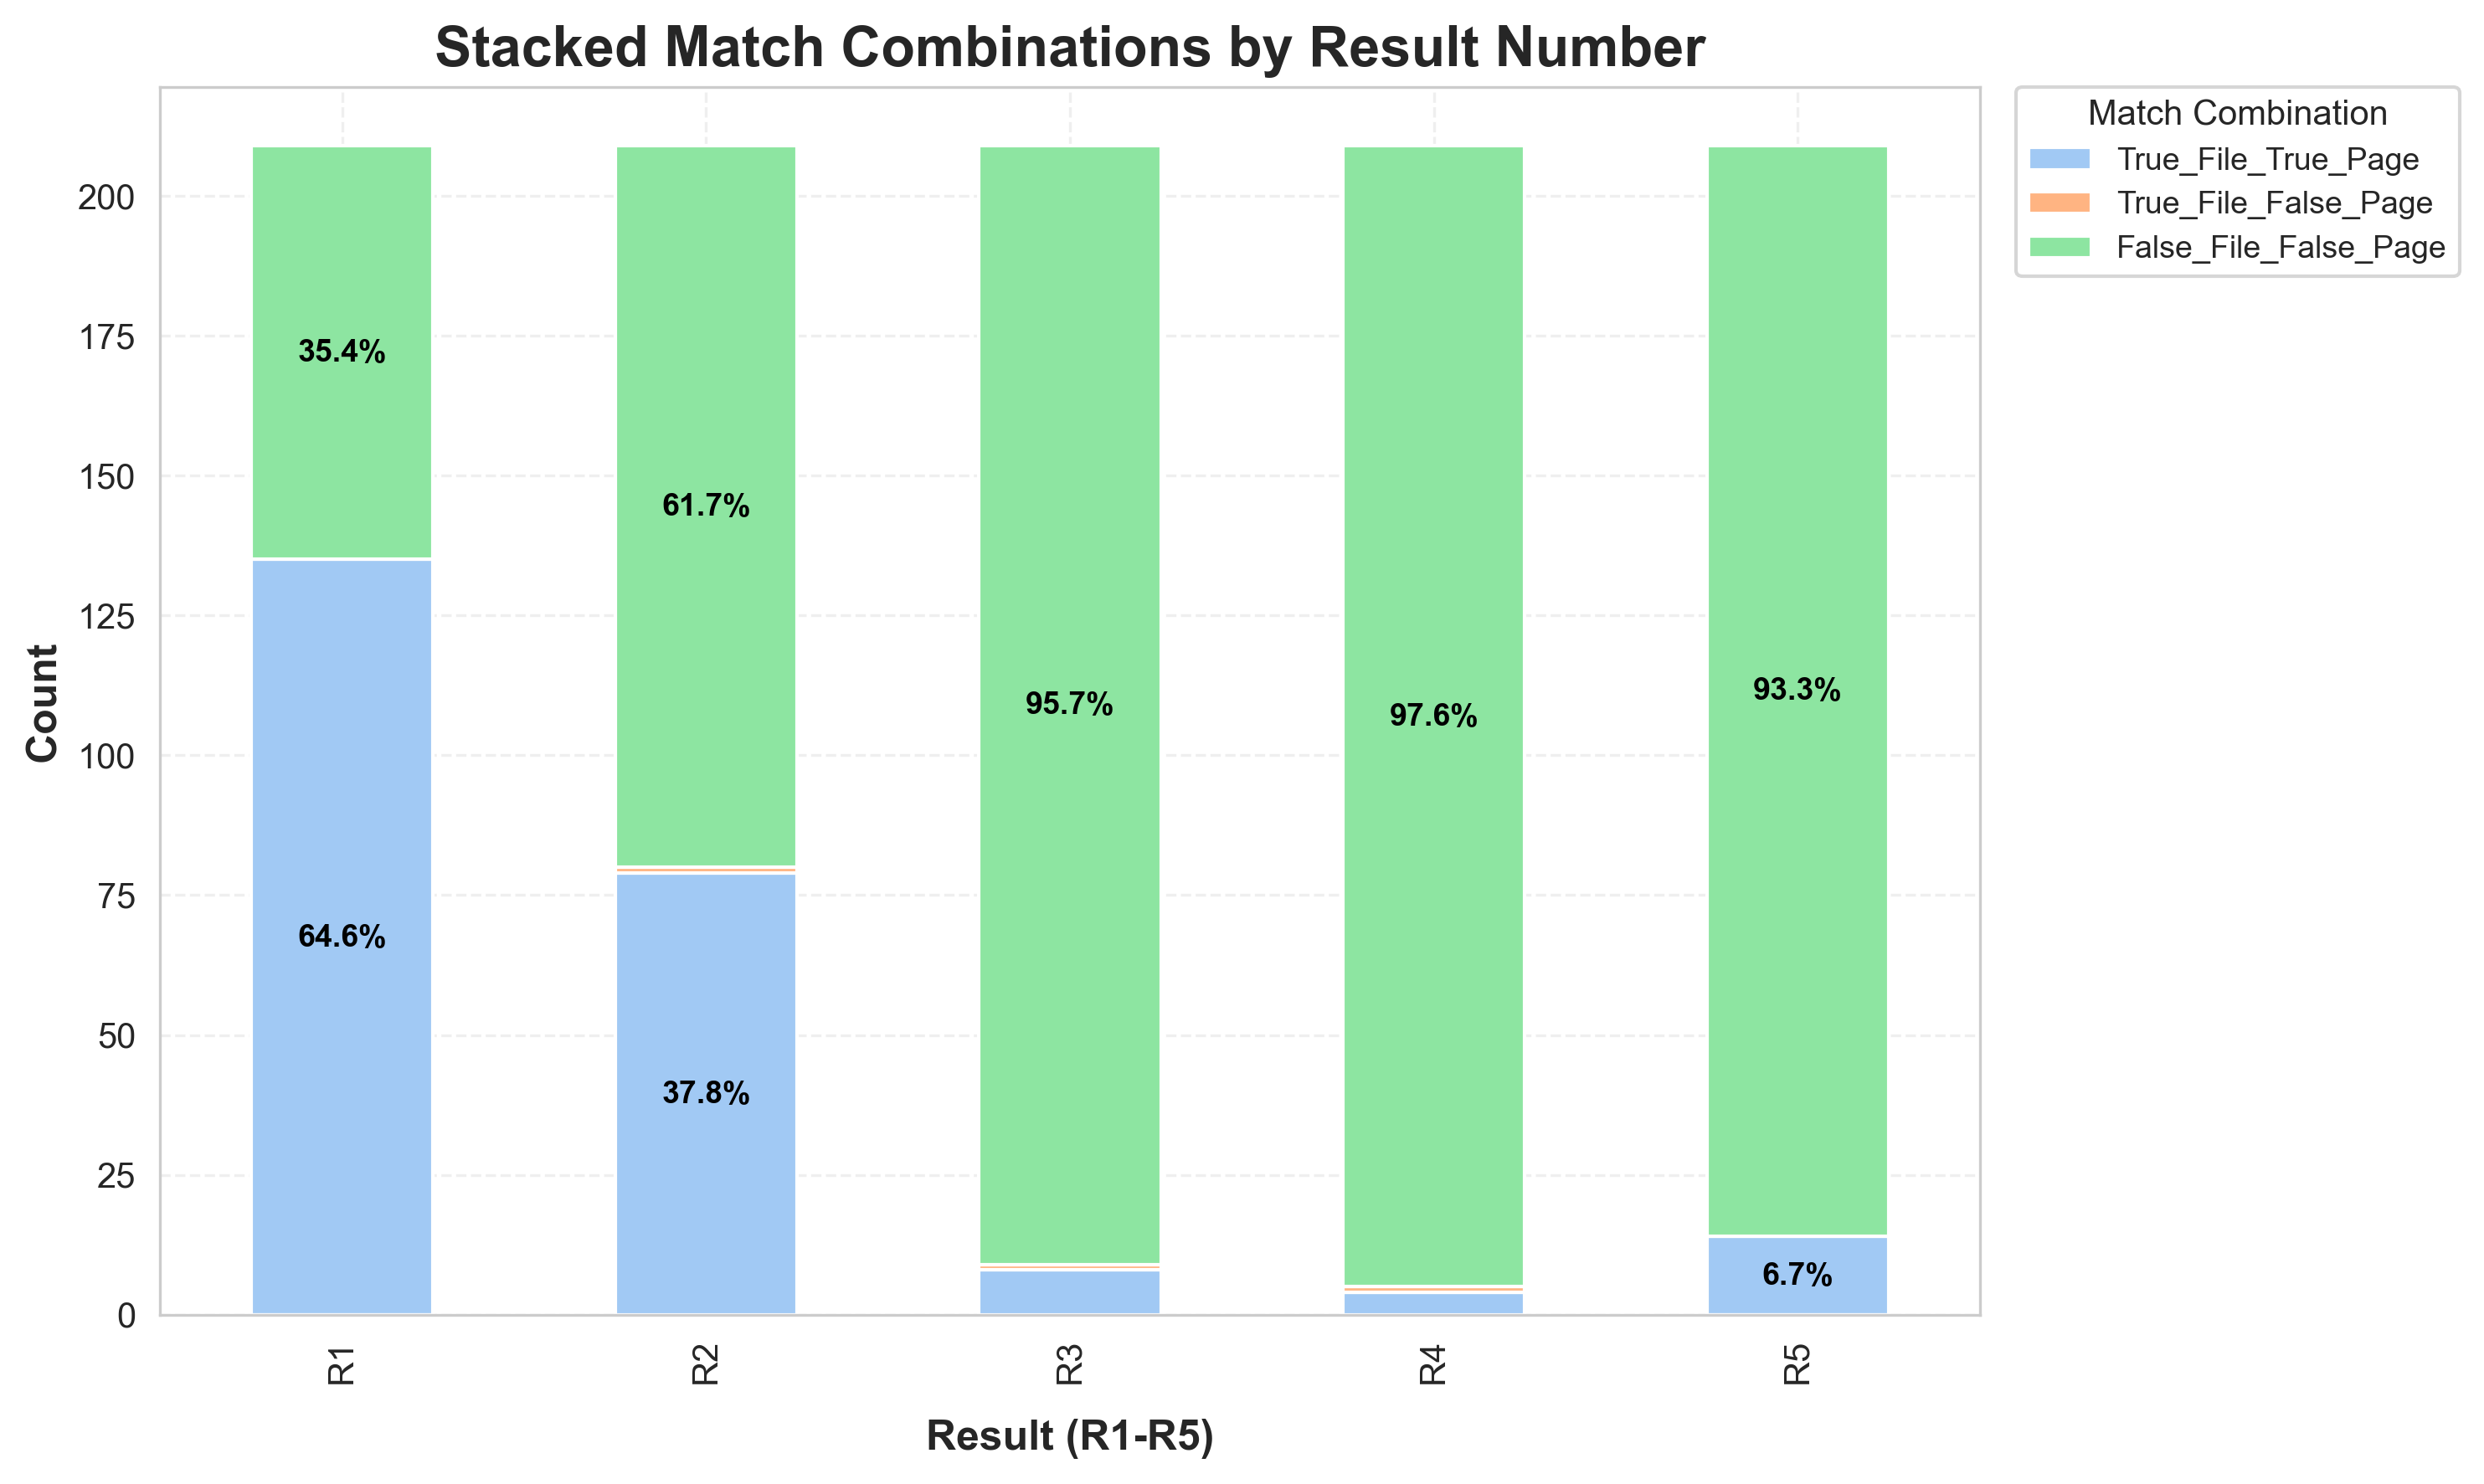 Stacked Match Combinations by Result Number
Match Combination
True_File_True_Page
True_File_False_Page
False_File_False_Page
Count
200
175
150
125
100
75
50
25
0
35.4%
64.6%
61.7%
37.8%
95.7%
97.6%
93.3%
6.7%
R1
R2
R3
R4
R5
Result (R1-R5)